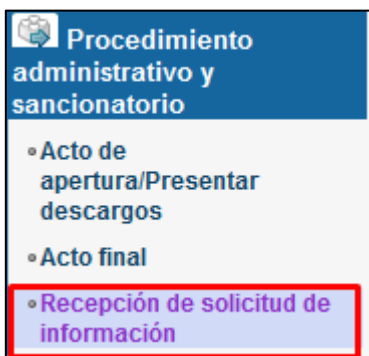 Procedimiento
administrativo y
sancionatorio
Acto de
apertura/Presentar
descargos
Acto final
Recepción de solicitud de
información